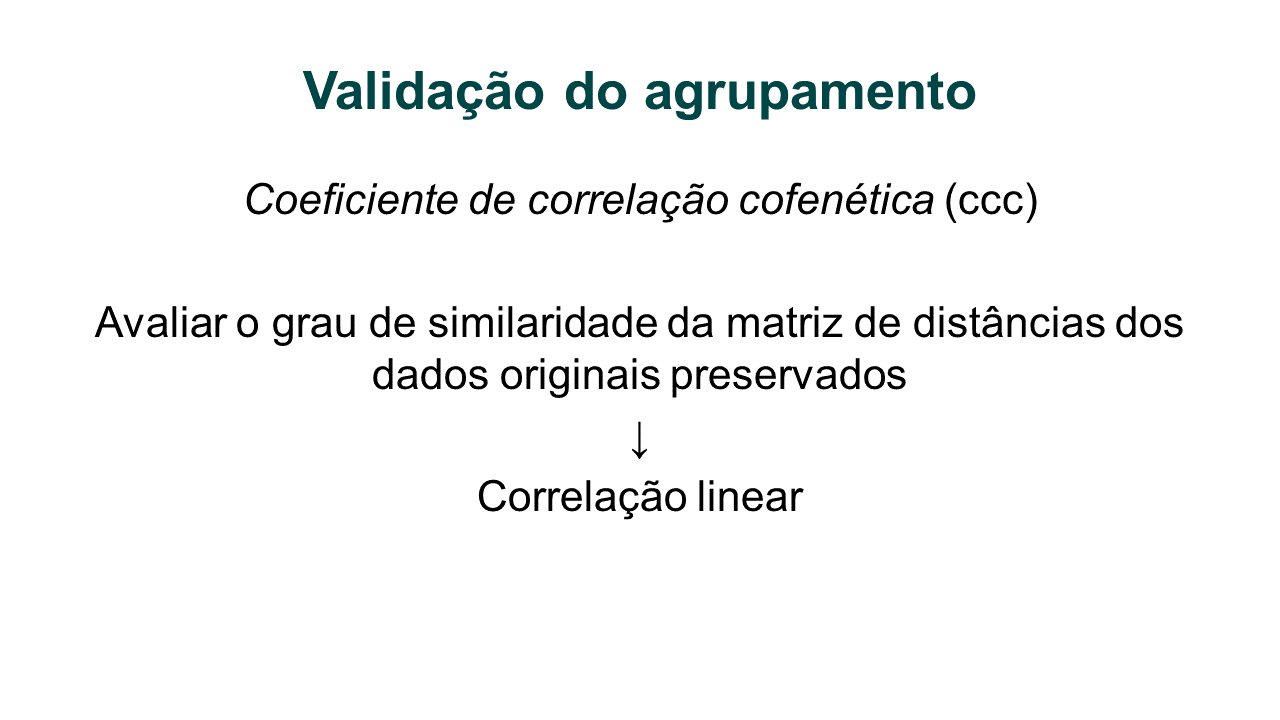 Validação do agrupamento
Coeficiente de correlação cofenética (ccc)
Avaliar o grau de similaridade da matriz de distâncias dos
dados originais preservados
↓
Correlação linear